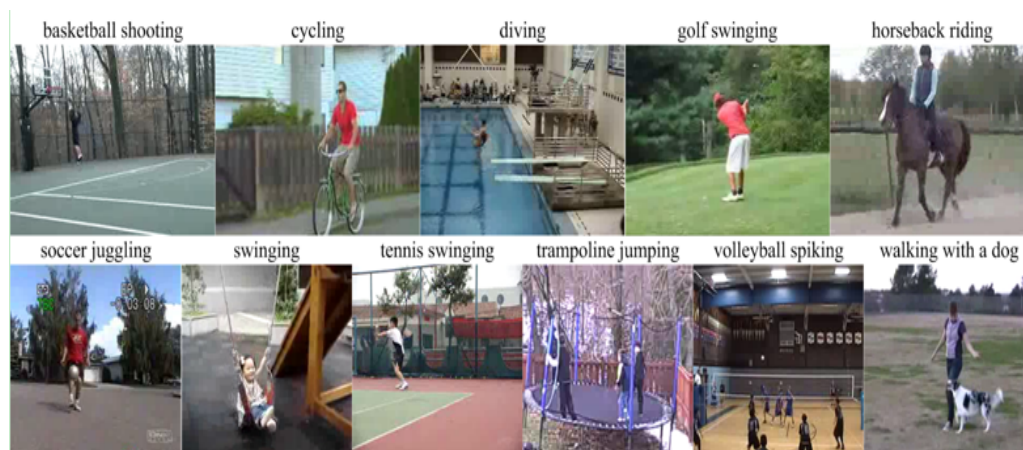 basketball shooting
cycling
diving
golf swinging
horseback riding
soccer juggling
swinging
tennis swinging
trampoline jumping
volleyball spiking
walking with a dog